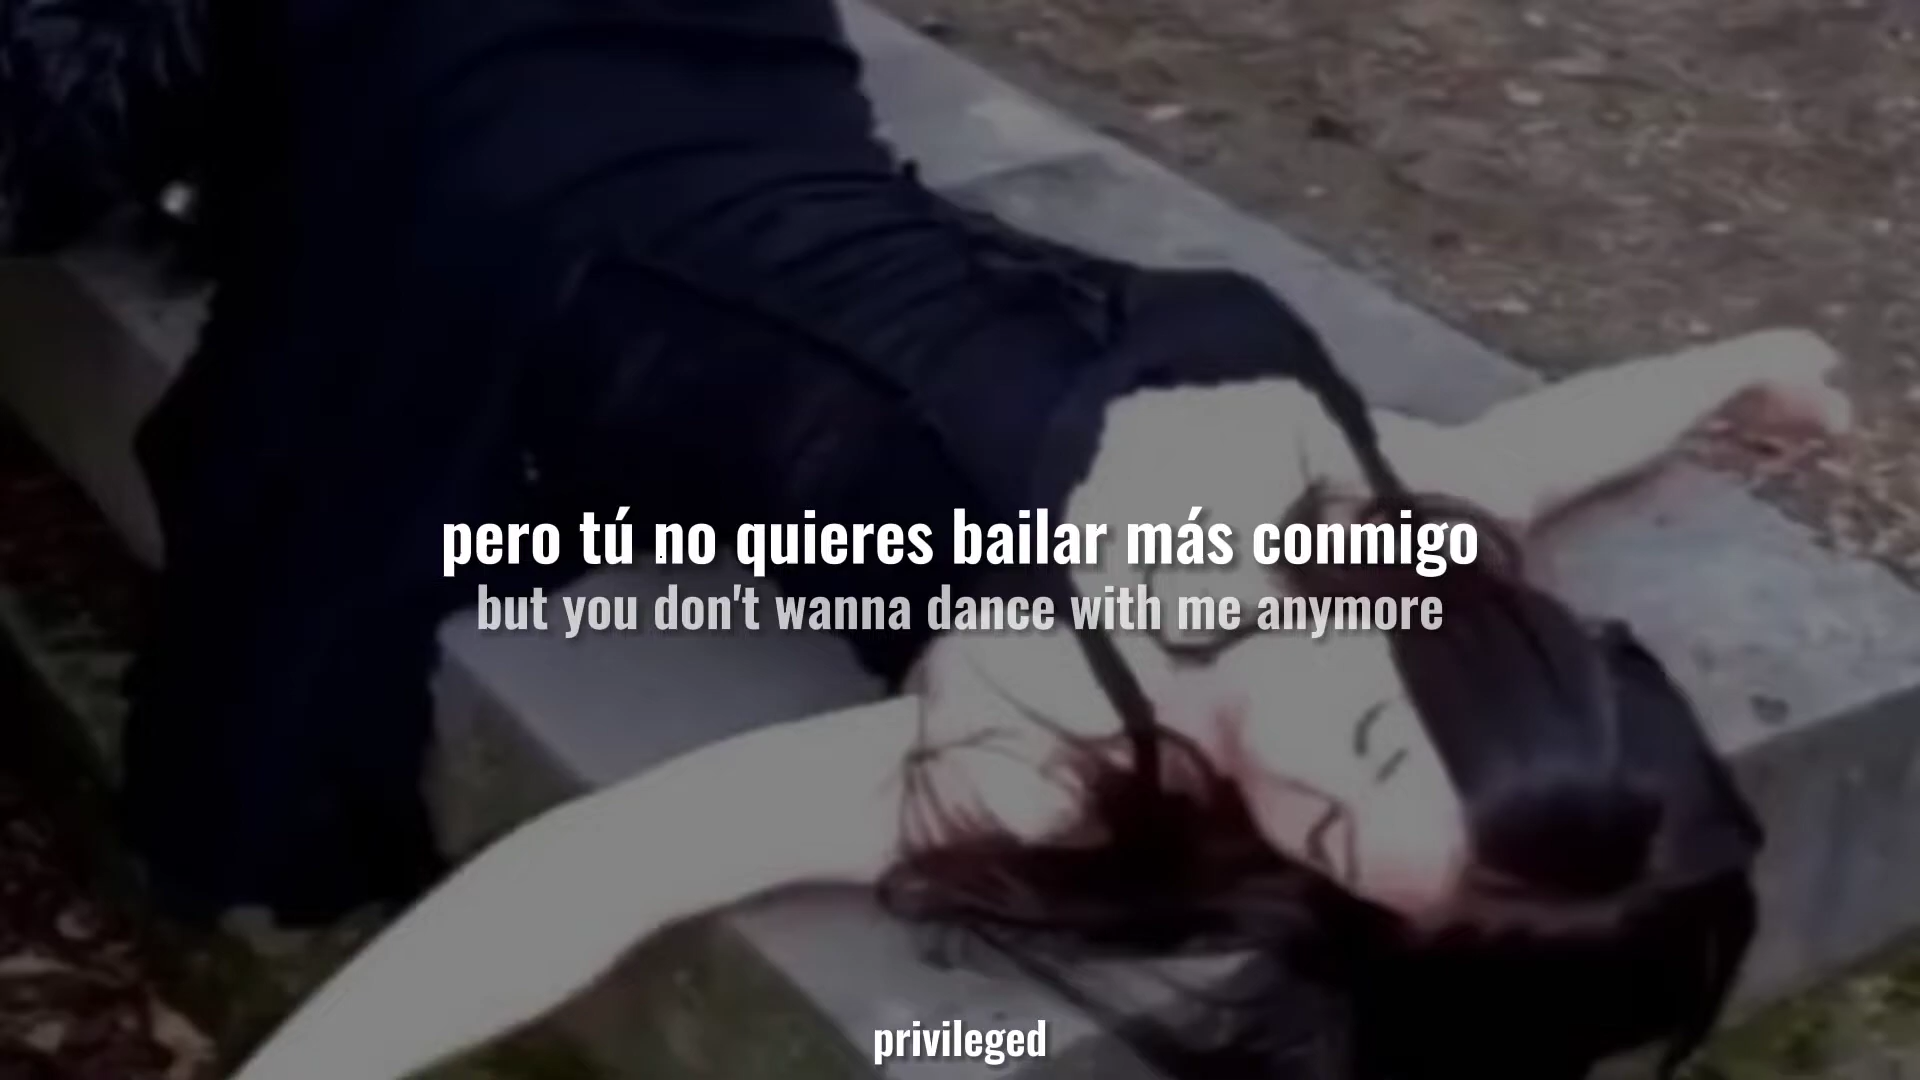 pero tú no quieres bailar más conmigo
but you don't wanna dance with me anymore
privileged